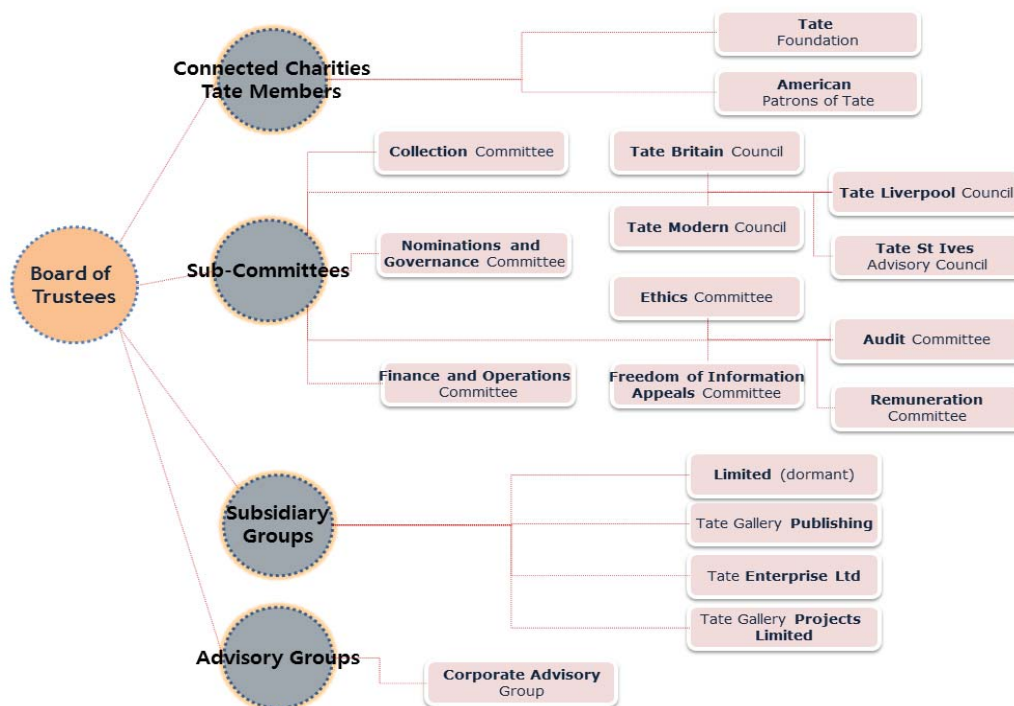 Board of
Trustees
Connected Charities
Tate Members
Tate
Foundation
American
Patrons of Tate
Sub-Committees
Collection Committee
Nominations and
Governance Committee
Finance and Operations
Committee
Tate Britain Council
Tate Modern Council
Tate Liverpool Council
Tate St Ives
Advisory Council
Ethics Committee
Freedom of Information
Appeals Committee
Audit Committee
Remuneration
Committee
Subsidiary
Groups
Limited (dormant)
Tate Gallery Publishing
Tate Enterprise Ltd
Tate Gallery Projects
Limited
Advisory Groups
Corporate Advisory
Group